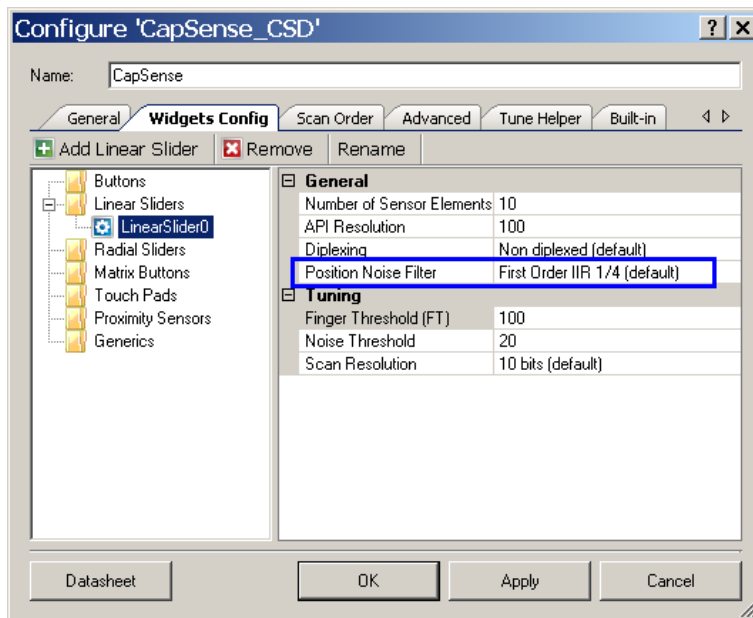 Configure 'CapSense_CSD'
Name: CapSense
General Widgets Config Scan Order Advanced Tune Helper Built-in
Add Linear Slider Remove Rename
Buttons
Linear Sliders
LinearSlider0
Radial Sliders
Matrix Buttons
Touch Pads
Proximity Sensors
Generics
General
Number of Sensor Elements 10
API Resolution 100
Diplexing Non diplexed (default)
Position Noise Filter First Order IIR 1/4 (default)
Tuning
Finger Threshold (FT) 100
Noise Threshold 20
Scan Resolution 10 bits (default)
Datasheet OK Apply Cancel